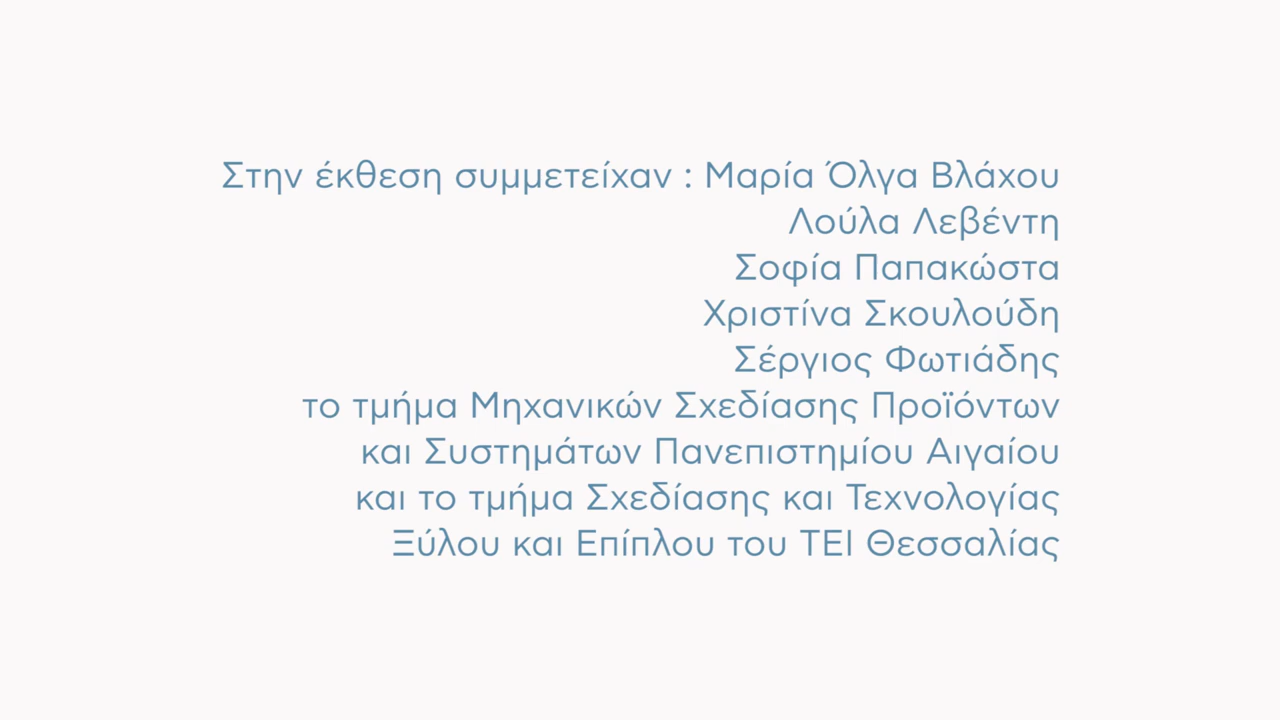 Στην έκθεση συμμετείχαν : Μαρία Όλγα Βλάχου
Λούλα Λεβέντη
Σοφία Παπακώστα
Χριστίνα Σκουλούδη
Σέργιος Φωτιάδης
το τμήμα Μηχανικών Σχεδίασης Προϊόντων
και Συστημάτων Πανεπιστημίου Αιγαίου
και το τμήμα Σχεδίασης και Τεχνολογίας
Ξύλου και Επίπλου του ΤΕΙ Θεσσαλίας